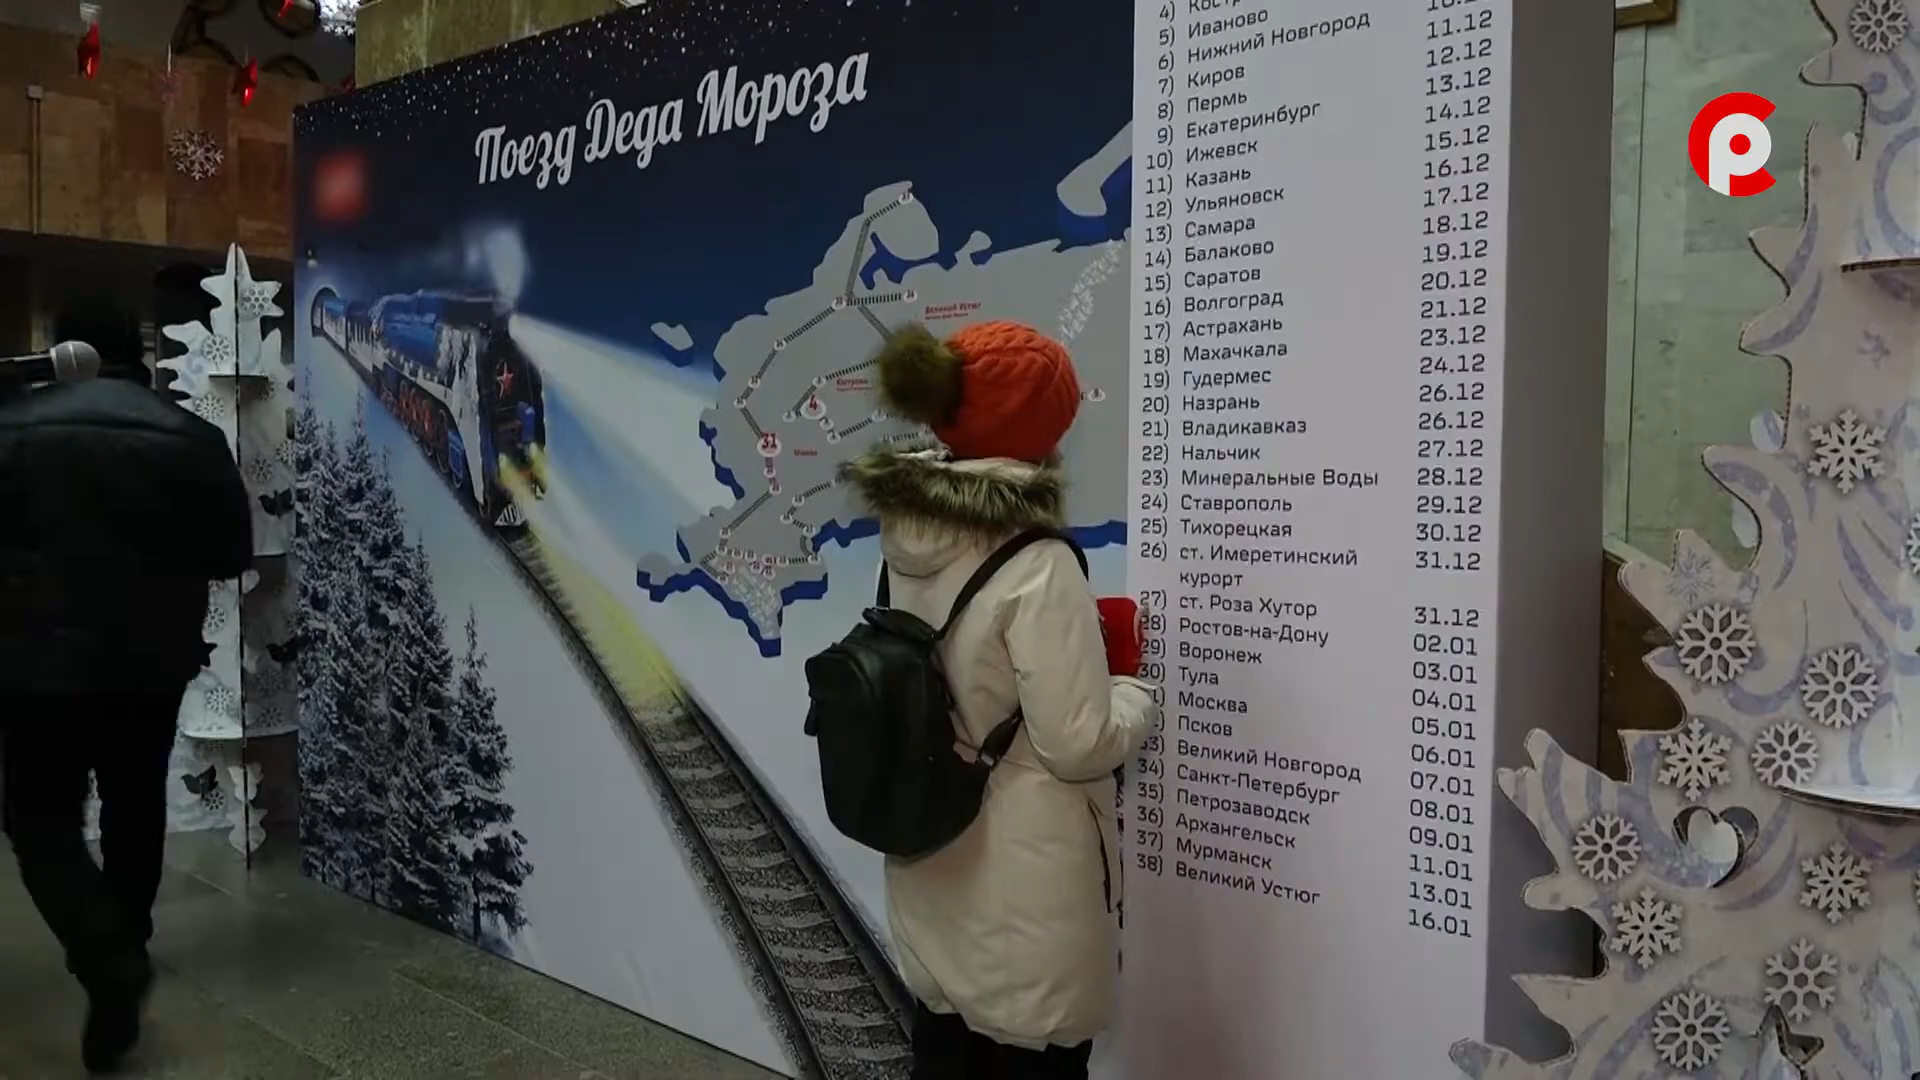 Поезд Деда Мороза
Великий Устюг
Кострома
4
31
Москва
4)
5) Иваново
6) Нижний Новгород
7) Киров 11.12
8) Пермь 12.12
9) Екатеринбург 13.12
10) Ижевск 14.12
11) Казань 15.12
12) Ульяновск 16.12
13) Самара 17.12
14) Балаково 18.12
15) Саратов 19.12
16) Волгоград 20.12
17) Астрахань 21.12
18) Махачкала 23.12
19) Гудермес 24.12
20) Назрань 26.12
21) Владикавказ 26.12
22) Нальчик 27.12
23) Минеральные Воды 28.12
24) Ставрополь 29.12
25) Тихорецкая 30.12
26) ст. Имеретинский 31.12
курорт
27) ст. Роза Хутор 31.12
28) Ростов-на-Дону 02.01
29) Воронеж 03.01
30) Тула 04.01
Москва 05.01
Псков 06.01
33) Великий Новгород 07.01
34) Санкт-Петербург 08.01
35) Петрозаводск 09.01
36) Архангельск 11.01
37) Мурманск 13.01
38) Великий Устюг 16.01